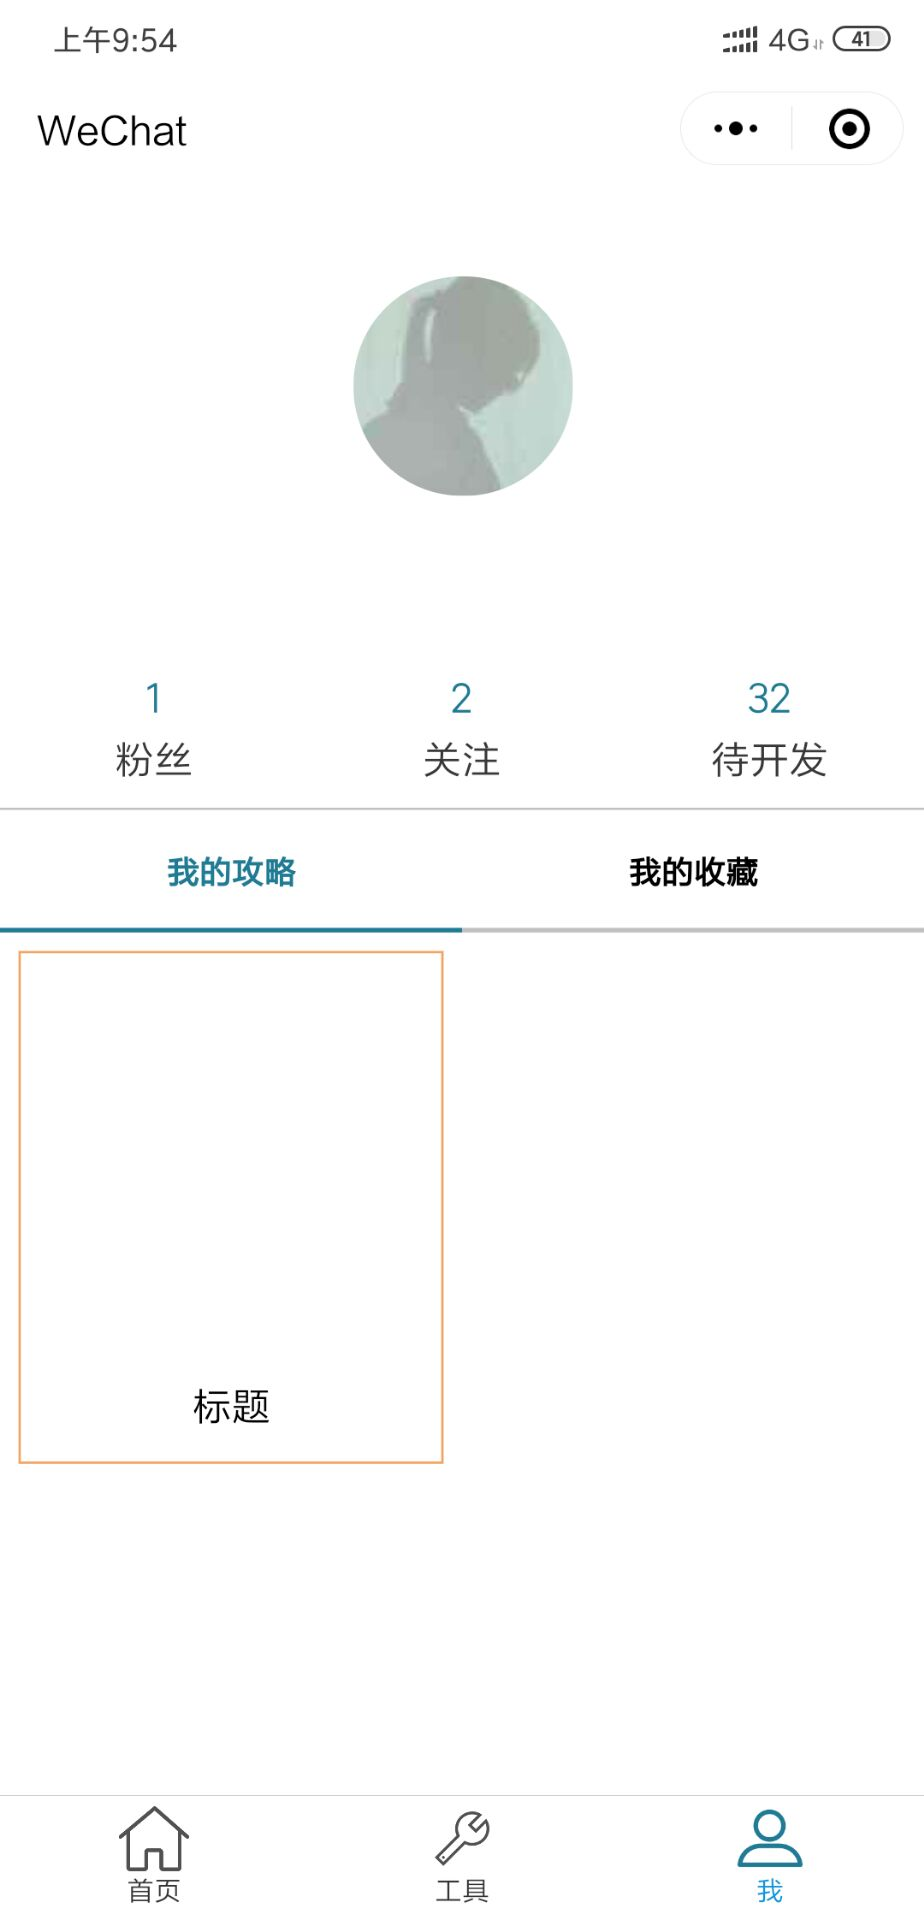 上午9:54 4G 41
WeChat
1 2 32
粉丝 关注 待开发
我的攻略 我的收藏
标题
首页 工具 我